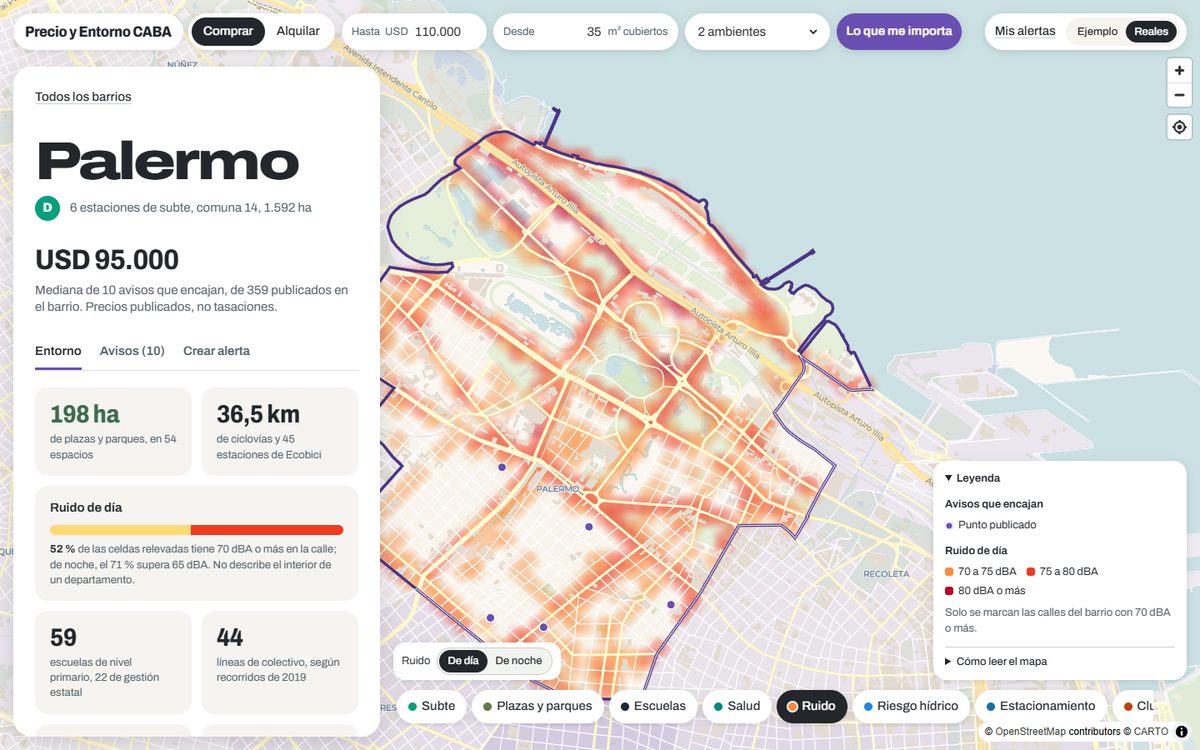 Precio y Entorno CABA
Comprar
Alquilar
Hasta USD 110.000
Desde 35 m² cubiertos
2 ambientes
Lo que me importa
Mis alertas
Ejemplo
Reales
NÚÑEZ
Avenida Intendente Cantilo
Todos los barrios
Palermo
D
6 estaciones de subte, comuna 14, 1.592 ha
USD 95.000
Mediana de 10 avisos que encajan, de 359 publicados en
el barrio. Precios publicados, no tasaciones.
Entorno
Avisos (10)
Crear alerta
198 ha
de plazas y parques, en 54
espacios
36,5 km
de ciclovías y 45
estaciones de Ecobici
Ruido de día
52 % de las celdas relevadas tiene 70 dBA o más en la calle;
de noche, el 71 % supera 65 dBA. No describe el interior de
un departamento.
59
escuelas de nivel
primario, 22 de gestión
estatal
44
líneas de colectivo, según
recorridos de 2019
Autopista Arturo Illia
Autopista Arturo Illia
Autopista Arturo Illia
PALERMO
RECOLETA
+
−
Leyenda
Avisos que encajan
Punto publicado
Ruido de día
70 a 75 dBA
75 a 80 dBA
80 dBA o más
Solo se marcan las calles del barrio con 70 dBA
o más.
Cómo leer el mapa
Ruido
De día
De noche
Subte
Plazas y parques
Escuelas
Salud
Ruido
Riesgo hídrico
Estacionamiento
© OpenStreetMap contributors © CARTO